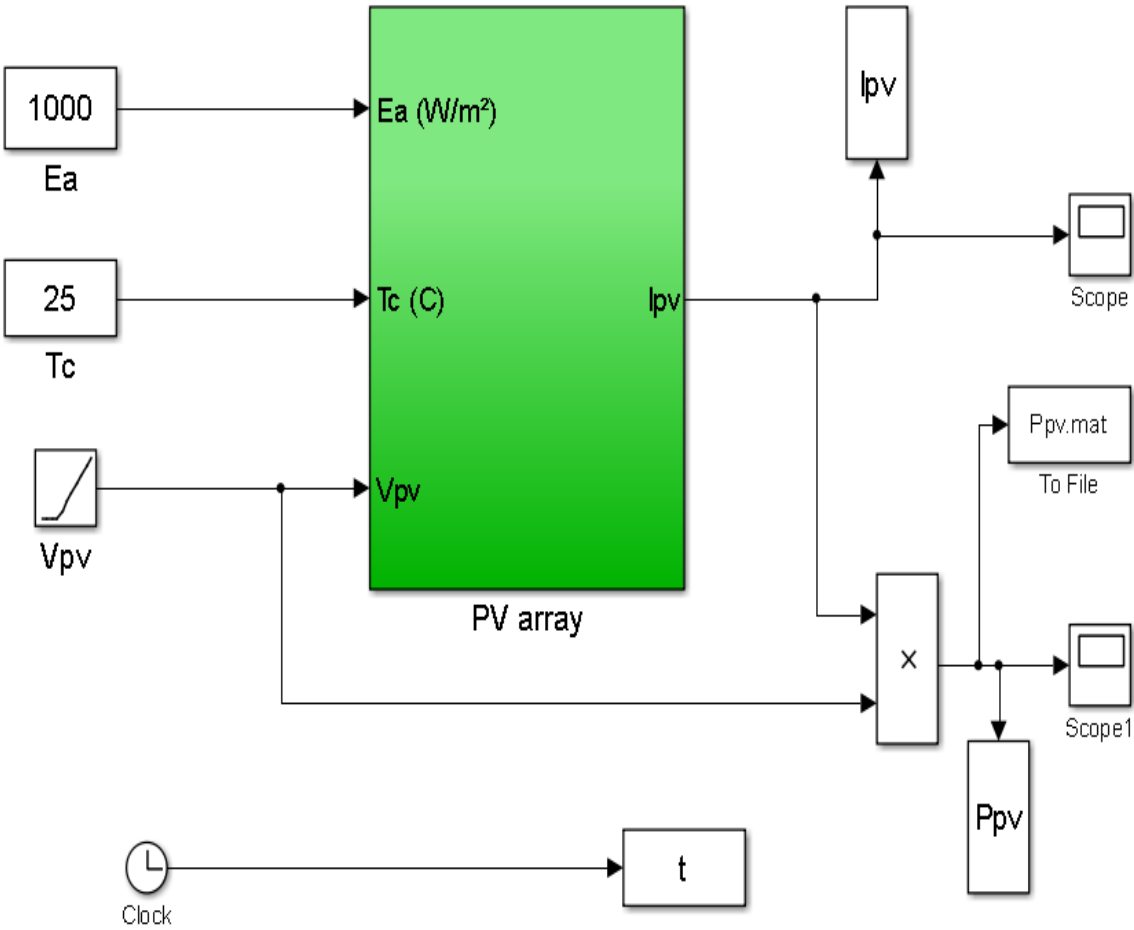 Ipv
1000
Ea (W/m²)
Ea
Scope
25
Tc (C)
Ipv
Tc
Ppv.mat
To File
Vpv
Vpv
PV array
×
Scope1
Ppv
t
Clock